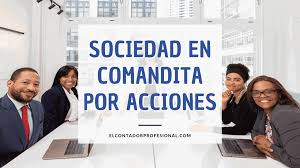 SOCIEDAD EN
COMANDITA
POR ACCIONES
ELCONTADORPROFESIONAL.COM